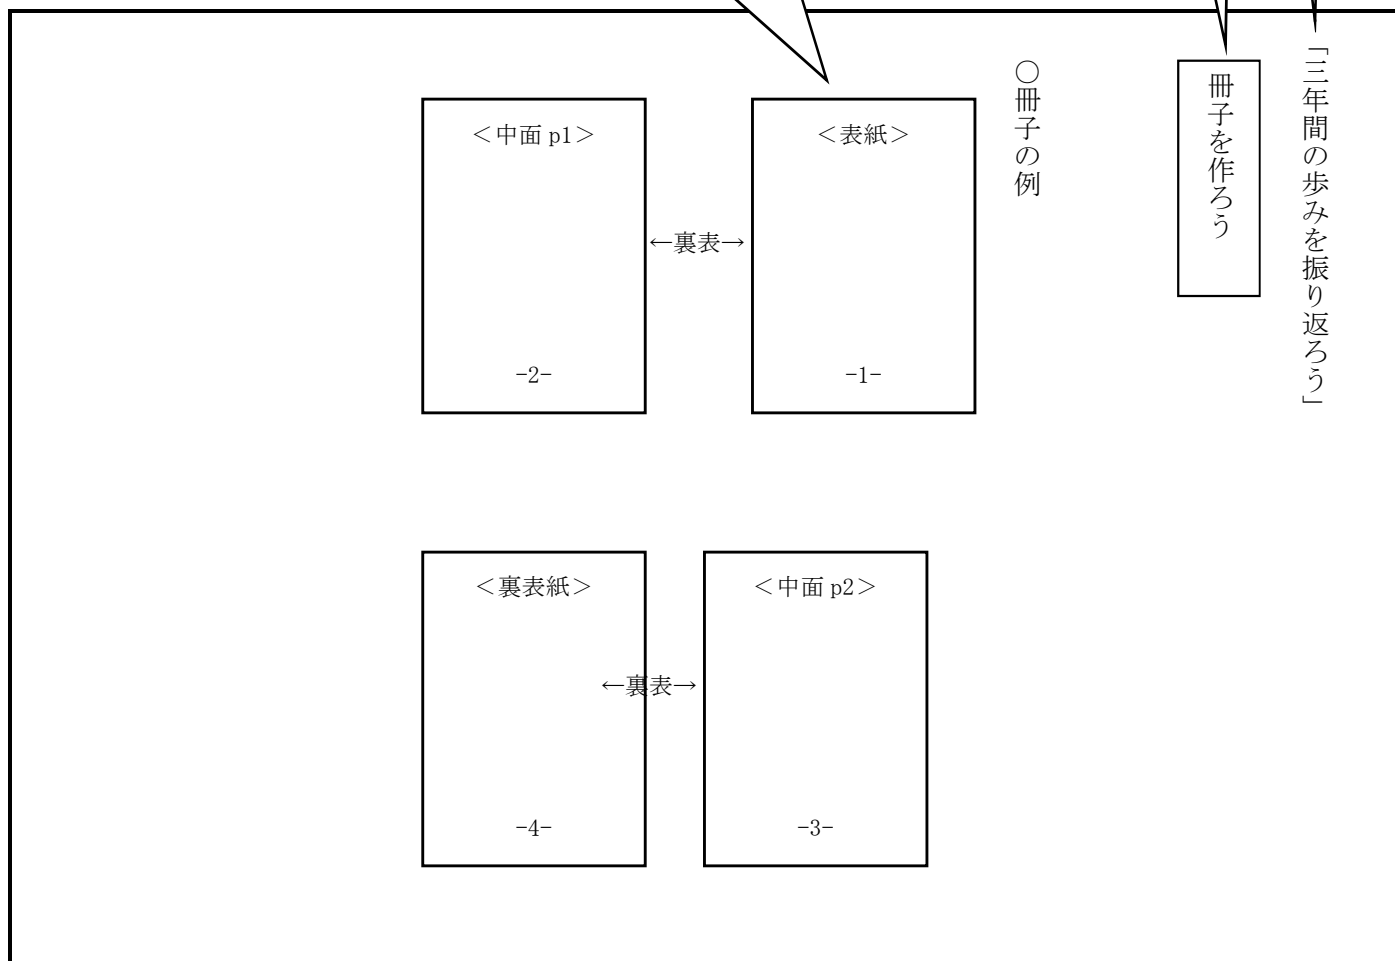 「三年間の歩みを振り返ろう」
冊子を作ろう
○冊子の例
＜表紙＞
-1-
←裏表→
＜中面 p1＞
-2-
＜中面 p2＞
-3-
←裏表→
＜裏表紙＞
-4-